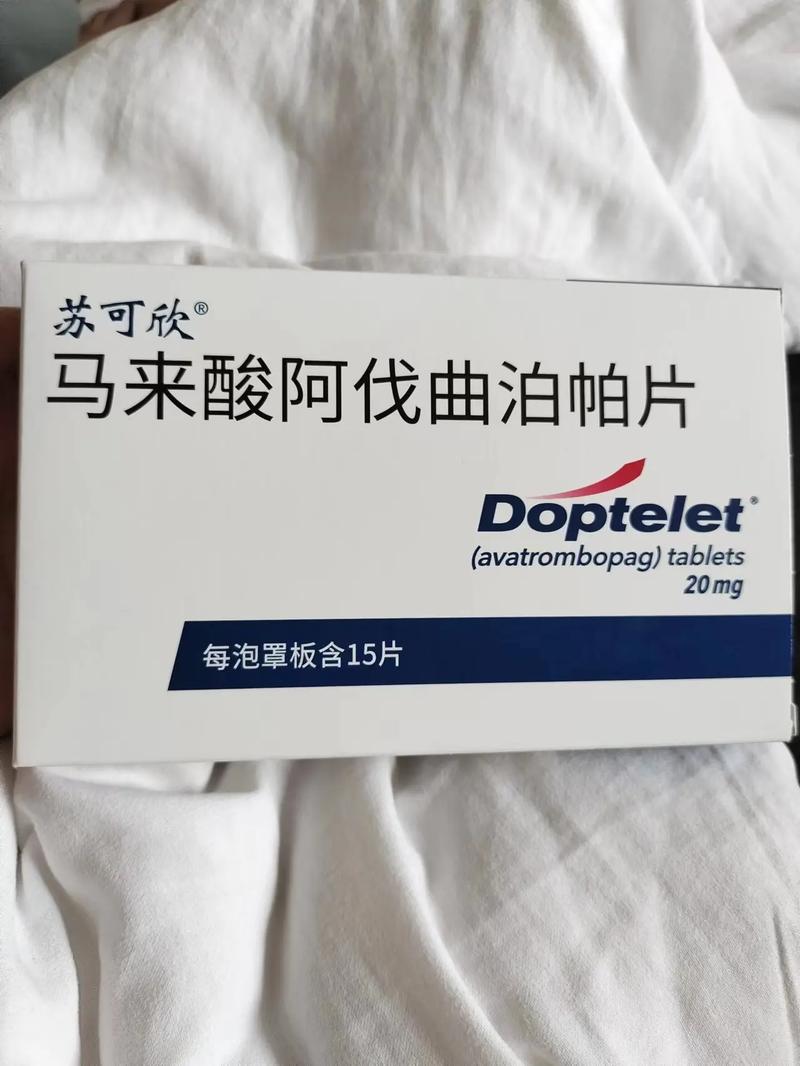 苏可欣®
马来酸阿伐曲泊帕片
Doptelet®
(avatrombopag) tablets
20 mg
每泡罩板含15片